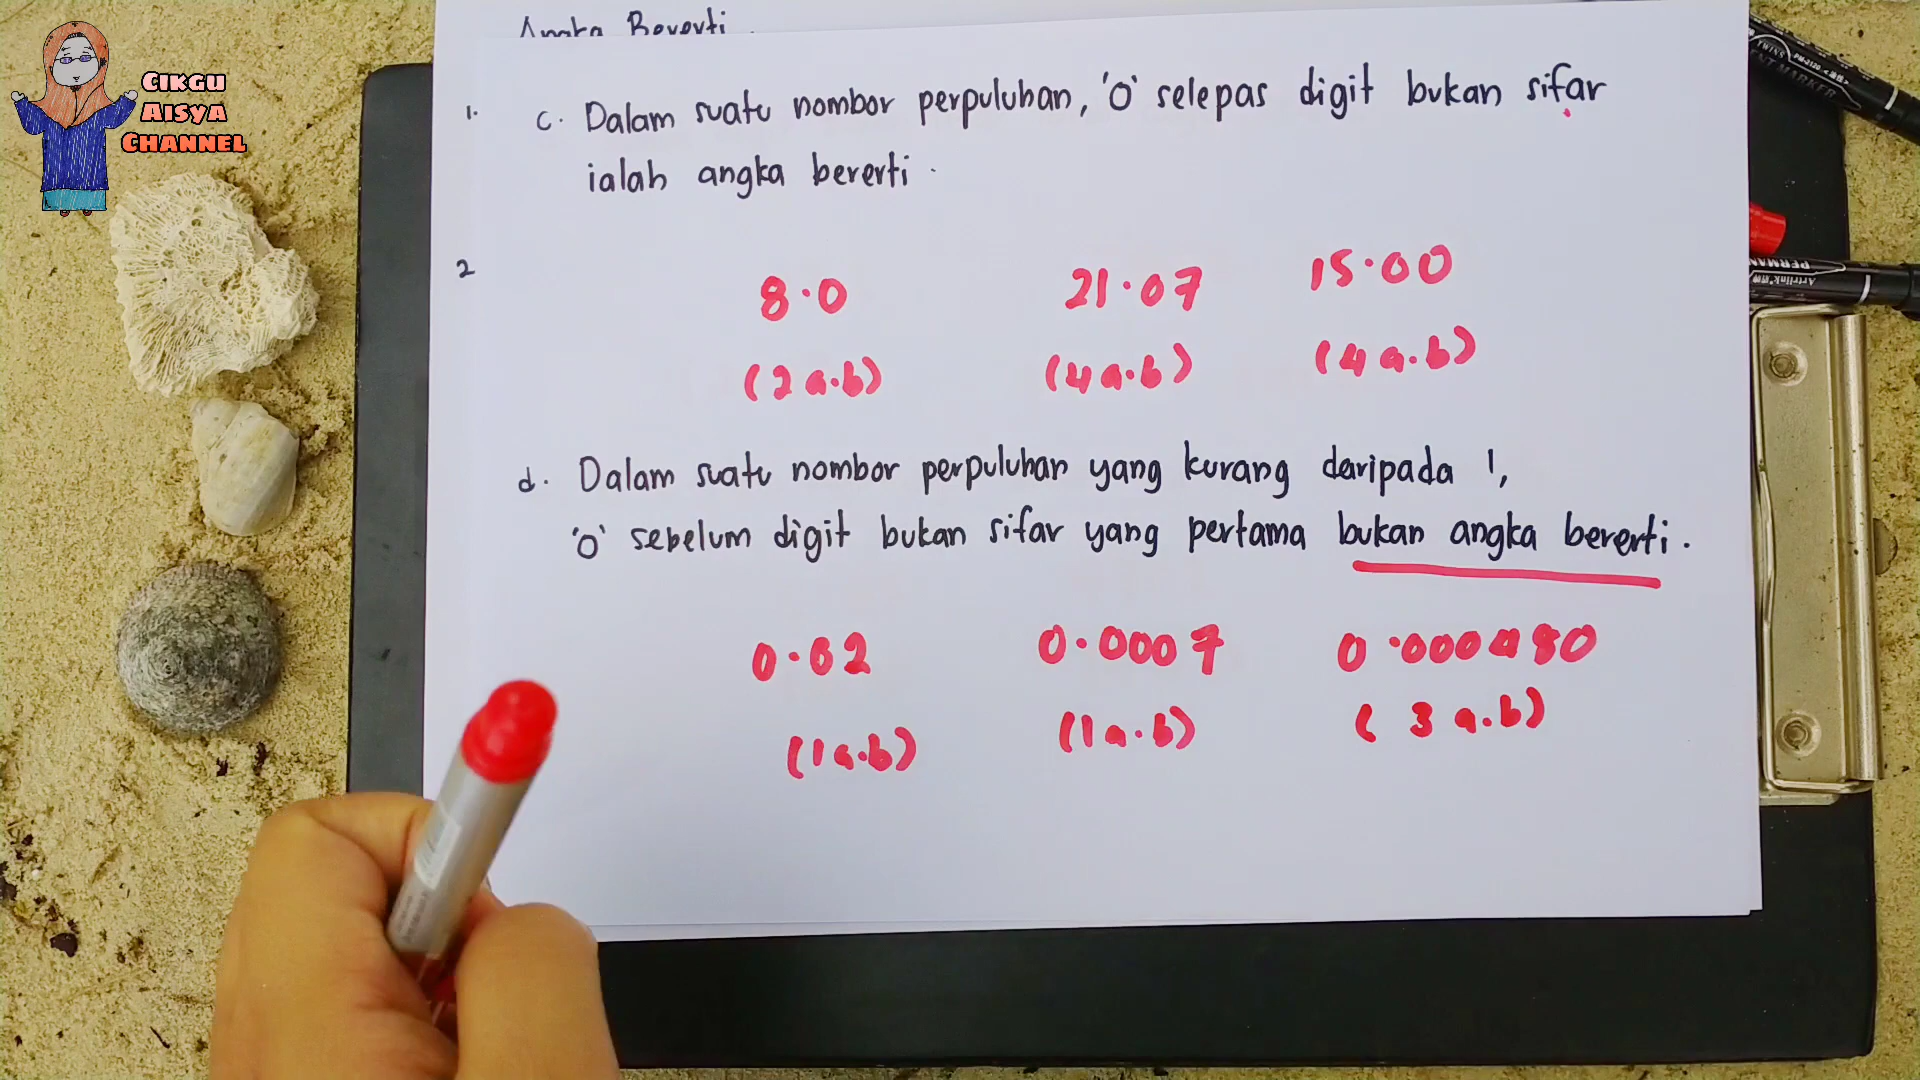 Angka Bererti
CIKGU
AISYA
CHANNEL
1. c. Dalam suatu nombor perpuluhan, '0' selepas digit bukan sifar
ialah angka bererti.
2
8.0 21.07 15.00
(2 a.b) (4 a.b) (4 a.b)
d. Dalam suatu nombor perpuluhan yang kurang daripada 1,
'0' sebelum digit bukan sifar yang pertama bukan angka bererti.
0.02 0.0007 0.000480
(1 a.b) (1 a.b) (3 a.b)